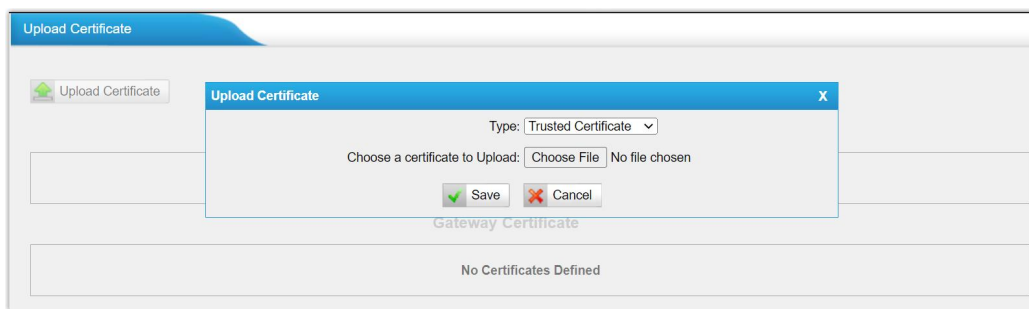 Upload Certificate
Upload Certificate
Upload Certificate X
Type: Trusted Certificate
Choose a certificate to Upload: Choose File No file chosen
Save Cancel
Gateway Certificate
No Certificates Defined